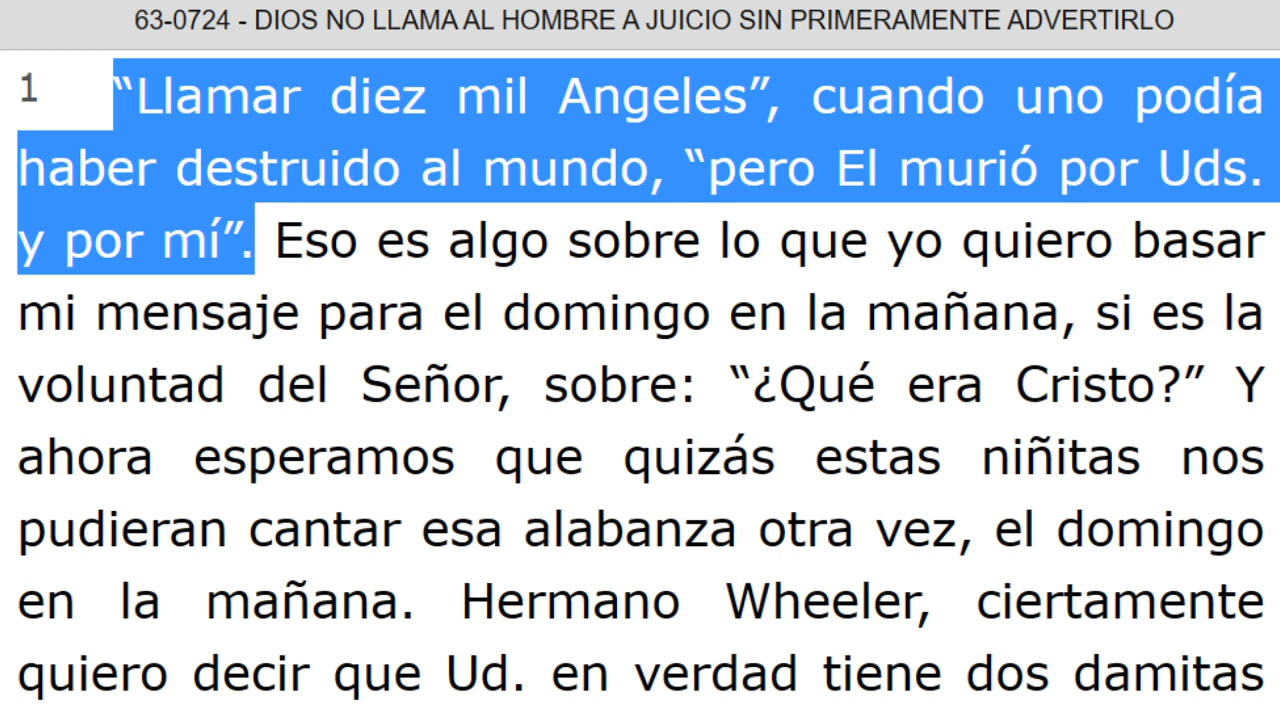 63-0724 - DIOS NO LLAMA AL HOMBRE A JUICIO SIN PRIMERAMENTE ADVERTIRLO
1 “Llamar diez mil Angeles”, cuando uno podía
haber destruido al mundo, “pero El murió por Uds.
y por mí”. Eso es algo sobre lo que yo quiero basar
mi mensaje para el domingo en la mañana, si es la
voluntad del Señor, sobre: “¿Qué era Cristo?” Y
ahora esperamos que quizás estas niñitas nos
pudieran cantar esa alabanza otra vez, el domingo
en la mañana. Hermano Wheeler, ciertamente
quiero decir que Ud. en verdad tiene dos damitas